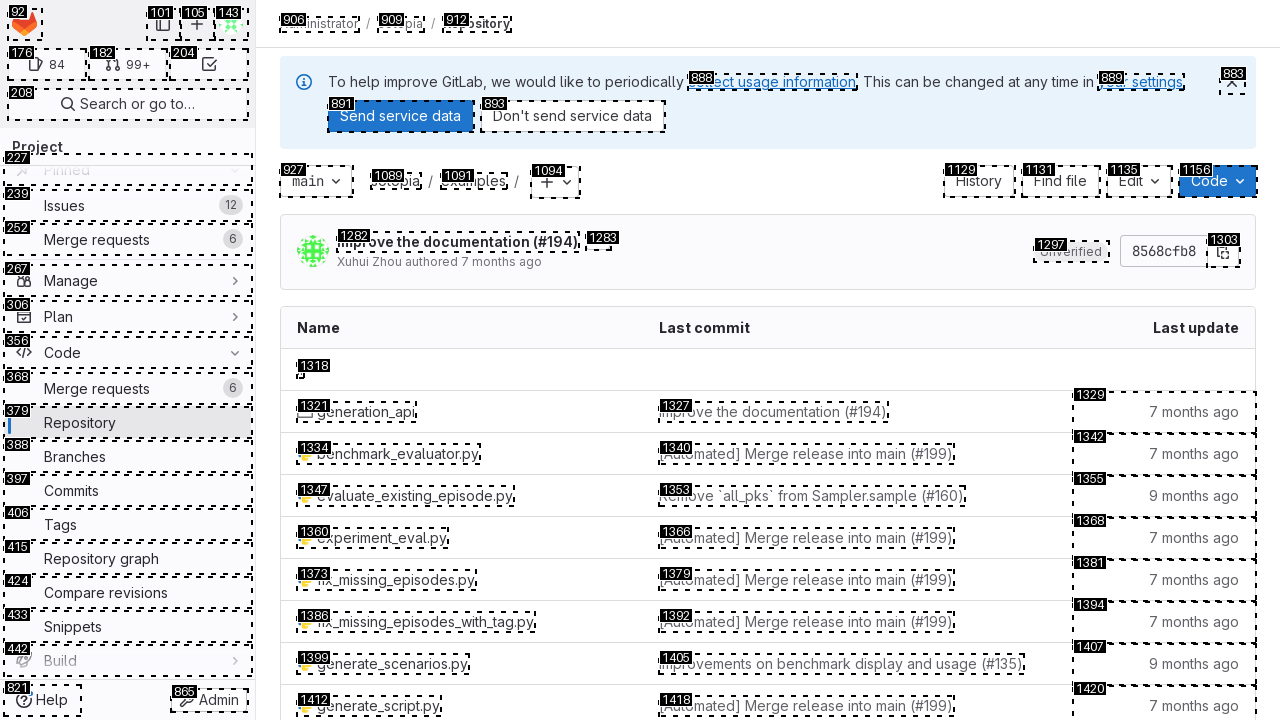 92
101
105
143
176
84
182
99+
204
208
Search or go to…
Project
227
Pinned
239
Issues
12
252
Merge requests
6
267
Manage
306
Plan
356
Code
368
Merge requests
6
379
Repository
388
Branches
397
Commits
406
Tags
415
Repository graph
424
Compare revisions
433
Snippets
442
Build
821
Help
865
Admin
906
Administrator
/
909
/
912
Repository
To help improve GitLab, we would like to periodically
888
collect usage information
. This can be changed at any time in
889
your settings
.
883
891
Send service data
893
Don't send service data
927
main
1089
sotopia
/
1091
examples
/
1094
1129
History
1131
Find file
1135
Edit
1156
Code
1282
Improve the documentation (#194)
1283
Xuhui Zhou authored 7 months ago
1297
Unverified
8568cfb8
1303
Name
Last commit
Last update
1318
1321
generation_api
1327
Improve the documentation (#194)
1329
7 months ago
1334
benchmark_evaluator.py
1340
[Automated] Merge release into main (#199)
1342
7 months ago
1347
evaluate_existing_episode.py
1353
Remove `all_pks` from Sampler.sample (#160)
1355
9 months ago
1360
experiment_eval.py
1366
[Automated] Merge release into main (#199)
1368
7 months ago
1373
fix_missing_episodes.py
1379
[Automated] Merge release into main (#199)
1381
7 months ago
1386
fix_missing_episodes_with_tag.py
1392
[Automated] Merge release into main (#199)
1394
7 months ago
1399
generate_scenarios.py
1405
Improvements on benchmark display and usage (#135)
1407
9 months ago
1412
generate_script.py
1418
[Automated] Merge release into main (#199)
1420
7 months ago